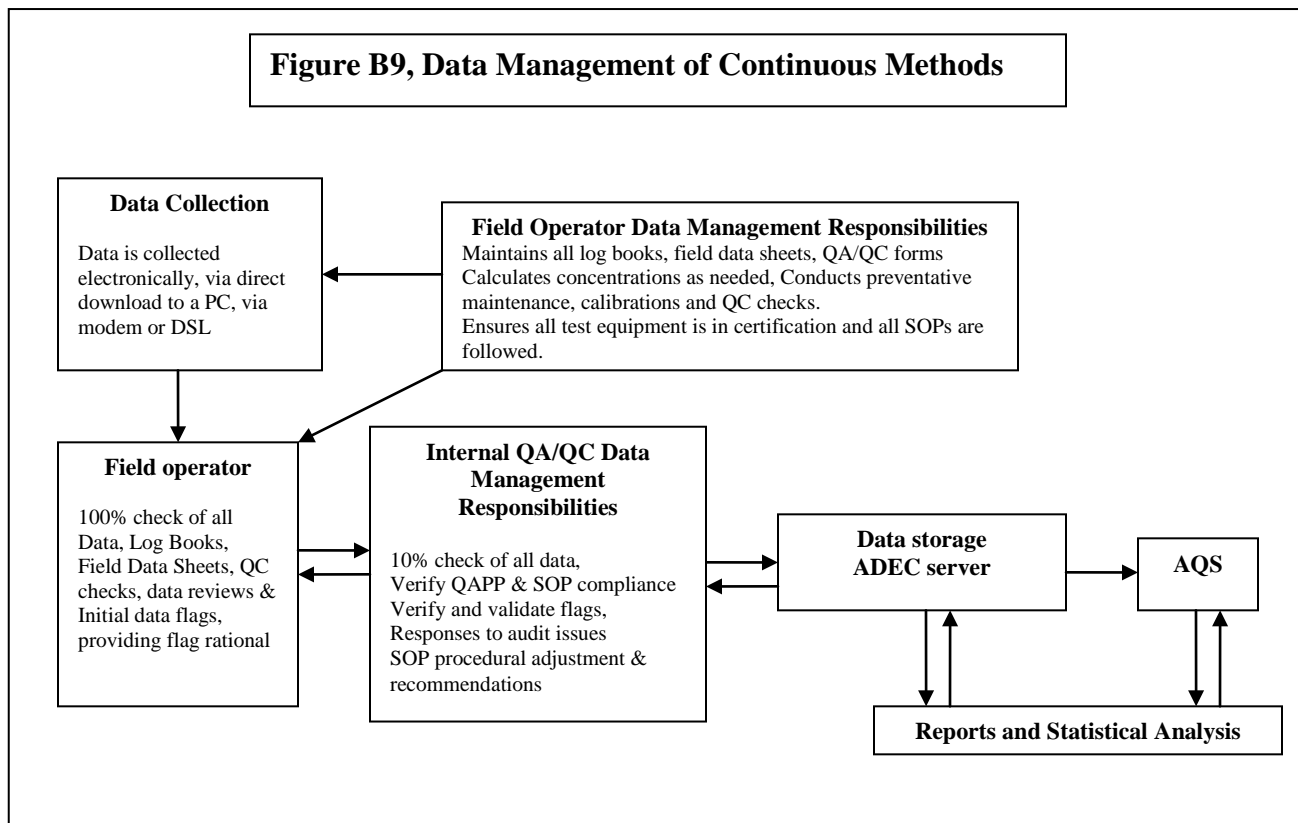 Figure B9, Data Management of Continuous Methods
Data Collection
Data is collected
electronically, via direct
download to a PC, via
modem or DSL
Field Operator Data Management Responsibilities
Maintains all log books, field data sheets, QA/QC forms
Calculates concentrations as needed, Conducts preventative
maintenance, calibrations and QC checks.
Ensures all test equipment is in certification and all SOPs are
followed.
Field operator
100% check of all
Data, Log Books,
Field Data Sheets, QC
checks, data reviews &
Initial data flags,
providing flag rational
Internal QA/QC Data
Management
Responsibilities
10% check of all data,
Verify QAPP & SOP compliance
Verify and validate flags,
Responses to audit issues
SOP procedural adjustment &
recommendations
Data storage
ADEC server
AQS
Reports and Statistical Analysis